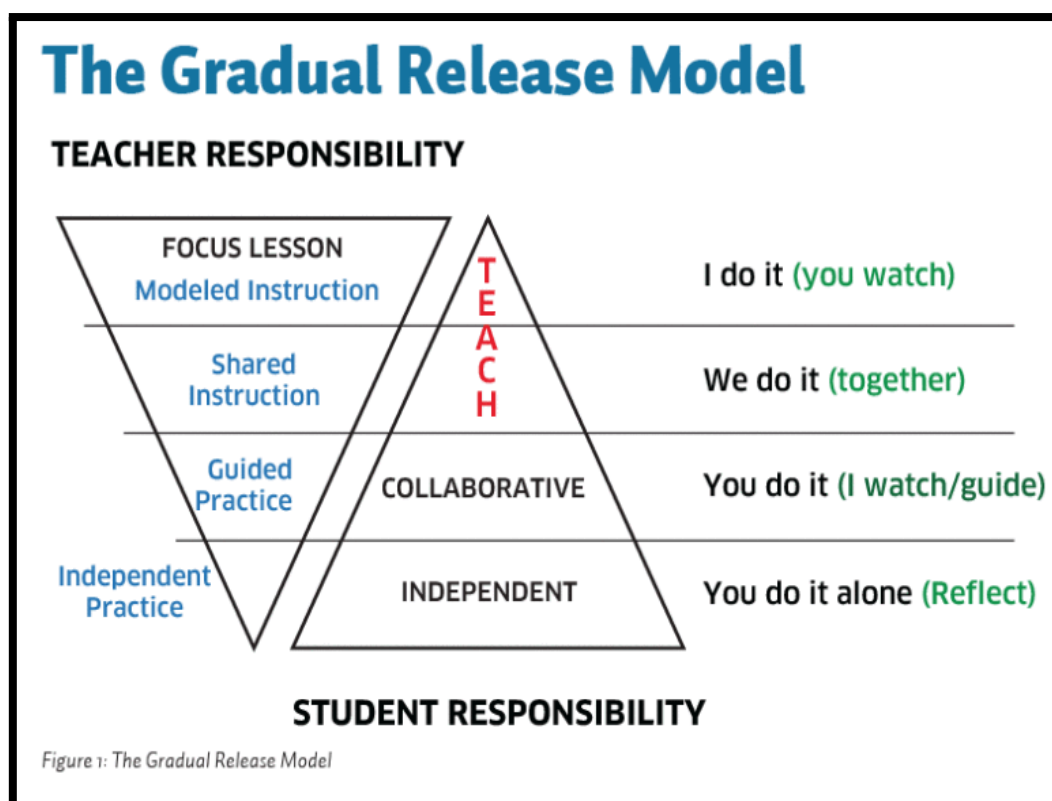 The Gradual Release Model
TEACHER RESPONSIBILITY
FOCUS LESSON
Modeled Instruction
TEACH
I do it (you watch)
Shared
Instruction
We do it (together)
Guided
Practice
COLLABORATIVE
You do it (I watch/guide)
Independent
Practice
INDEPENDENT
You do it alone (Reflect)
STUDENT RESPONSIBILITY
Figure 1: The Gradual Release Model